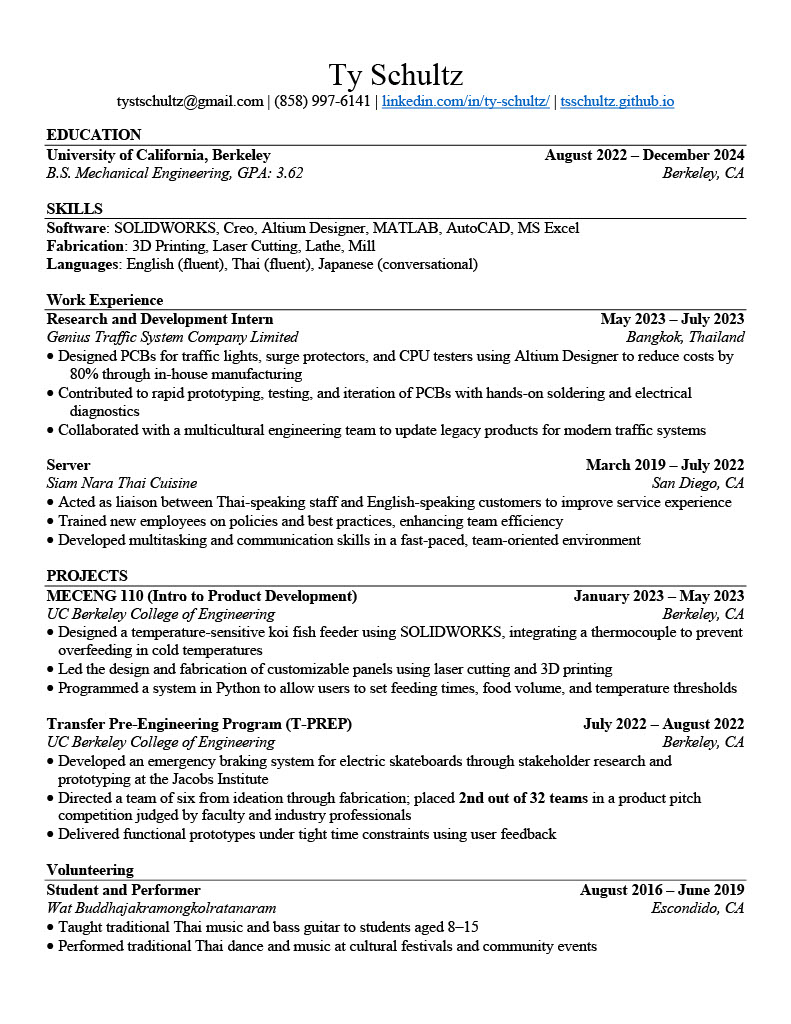 Ty Schultz
tystschultz@gmail.com | (858) 997-6141 | linkedin.com/in/ty-schultz/ | tsschultz.github.io
EDUCATION
University of California, Berkeley August 2022 – December 2024
B.S. Mechanical Engineering, GPA: 3.62 Berkeley, CA
SKILLS
Software: SOLIDWORKS, Creo, Altium Designer, MATLAB, AutoCAD, MS Excel
Fabrication: 3D Printing, Laser Cutting, Lathe, Mill
Languages: English (fluent), Thai (fluent), Japanese (conversational)
Work Experience
Research and Development Intern May 2023 – July 2023
Genius Traffic System Company Limited Bangkok, Thailand
• Designed PCBs for traffic lights, surge protectors, and CPU testers using Altium Designer to reduce costs by
80% through in-house manufacturing
• Contributed to rapid prototyping, testing, and iteration of PCBs with hands-on soldering and electrical
diagnostics
• Collaborated with a multicultural engineering team to update legacy products for modern traffic systems
Server March 2019 – July 2022
Siam Nara Thai Cuisine San Diego, CA
• Acted as liaison between Thai-speaking staff and English-speaking customers to improve service experience
• Trained new employees on policies and best practices, enhancing team efficiency
• Developed multitasking and communication skills in a fast-paced, team-oriented environment
PROJECTS
MECENG 110 (Intro to Product Development) January 2023 – May 2023
UC Berkeley College of Engineering Berkeley, CA
• Designed a temperature-sensitive koi fish feeder using SOLIDWORKS, integrating a thermocouple to prevent
overfeeding in cold temperatures
• Led the design and fabrication of customizable panels using laser cutting and 3D printing
• Programmed a system in Python to allow users to set feeding times, food volume, and temperature thresholds
Transfer Pre-Engineering Program (T-PREP) July 2022 – August 2022
UC Berkeley College of Engineering Berkeley, CA
• Developed an emergency braking system for electric skateboards through stakeholder research and
prototyping at the Jacobs Institute
• Directed a team of six from ideation through fabrication; placed 2nd out of 32 teams in a product pitch
competition judged by faculty and industry professionals
• Delivered functional prototypes under tight time constraints using user feedback
Volunteering
Student and Performer August 2016 – June 2019
Wat Buddhajakramongkolratanaram Escondido, CA
• Taught traditional Thai music and bass guitar to students aged 8–15
• Performed traditional Thai dance and music at cultural festivals and community events